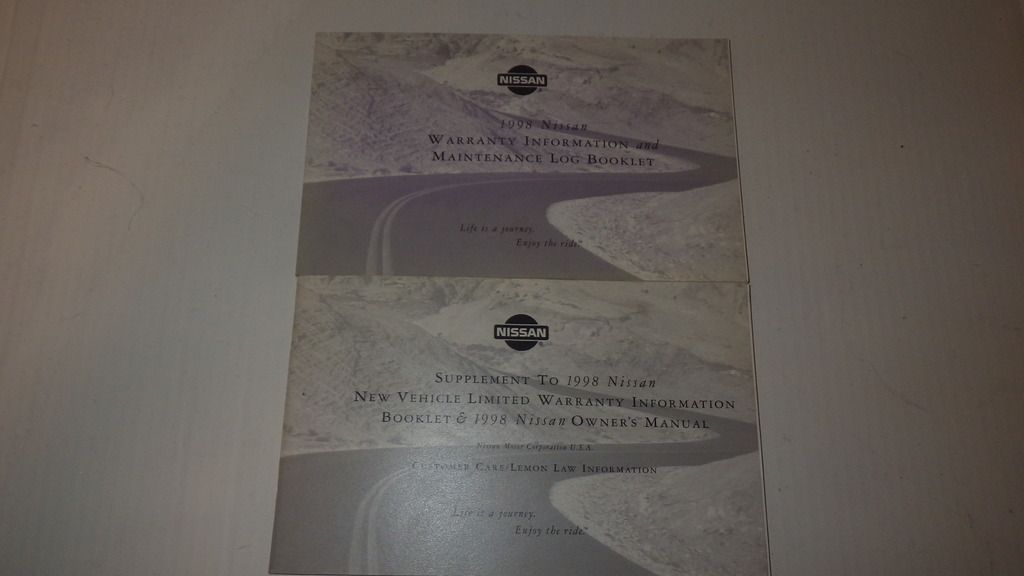 NISSAN
1998 Nissan
WARRANTY INFORMATION and
MAINTENANCE LOG BOOKLET
Life is a journey.
Enjoy the ride.™
NISSAN
SUPPLEMENT TO 1998 Nissan
NEW VEHICLE LIMITED WARRANTY INFORMATION
BOOKLET & 1998 Nissan OWNER'S MANUAL
Nissan Motor Corporation U.S.A.
CUSTOMER CARE/LEMON LAW INFORMATION
Life is a journey.
Enjoy the ride.™